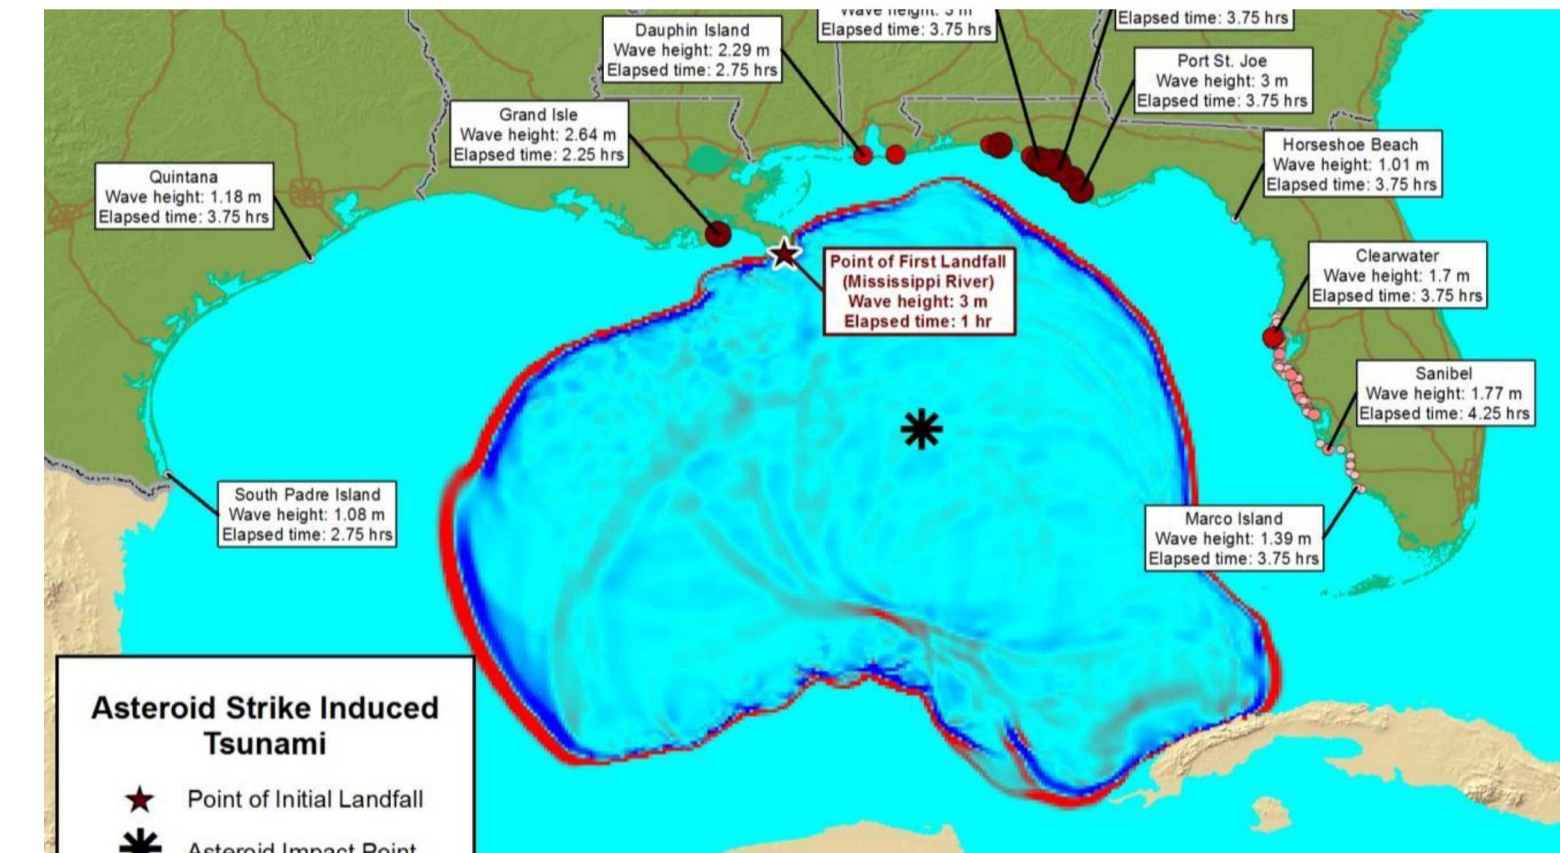 Wave height: 3 m
Elapsed time: 3.75 hrs
Elapsed time: 3.75 hrs
Dauphin Island
Wave height: 2.29 m
Elapsed time: 2.75 hrs
Port St. Joe
Wave height: 3 m
Elapsed time: 3.75 hrs
Grand Isle
Wave height: 2.64 m
Elapsed time: 2.25 hrs
Horseshoe Beach
Wave height: 1.01 m
Elapsed time: 3.75 hrs
Quintana
Wave height: 1.18 m
Elapsed time: 3.75 hrs
Point of First Landfall
(Mississippi River)
Wave height: 3 m
Elapsed time: 1 hr
Clearwater
Wave height: 1.7 m
Elapsed time: 3.75 hrs
Sanibel
Wave height: 1.77 m
Elapsed time: 4.25 hrs
South Padre Island
Wave height: 1.08 m
Elapsed time: 2.75 hrs
Marco Island
Wave height: 1.39 m
Elapsed time: 3.75 hrs
Asteroid Strike Induced
Tsunami
Point of Initial Landfall
Asteroid Impact Point